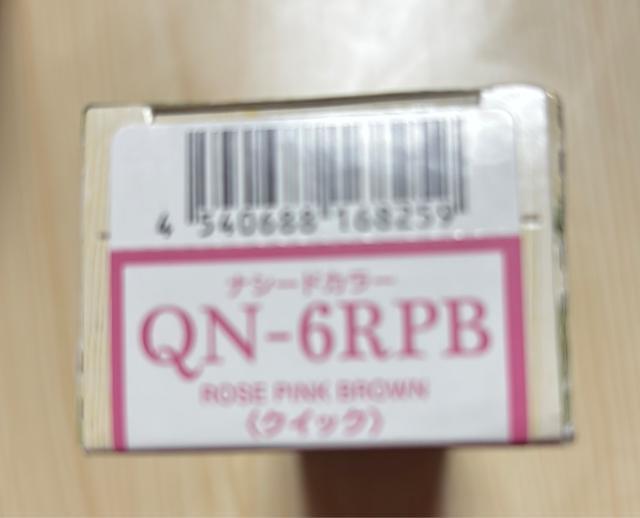 4 540688 168259
ナシードカラー
QN-6RPB
ROSE PINK BROWN
〈クイック〉